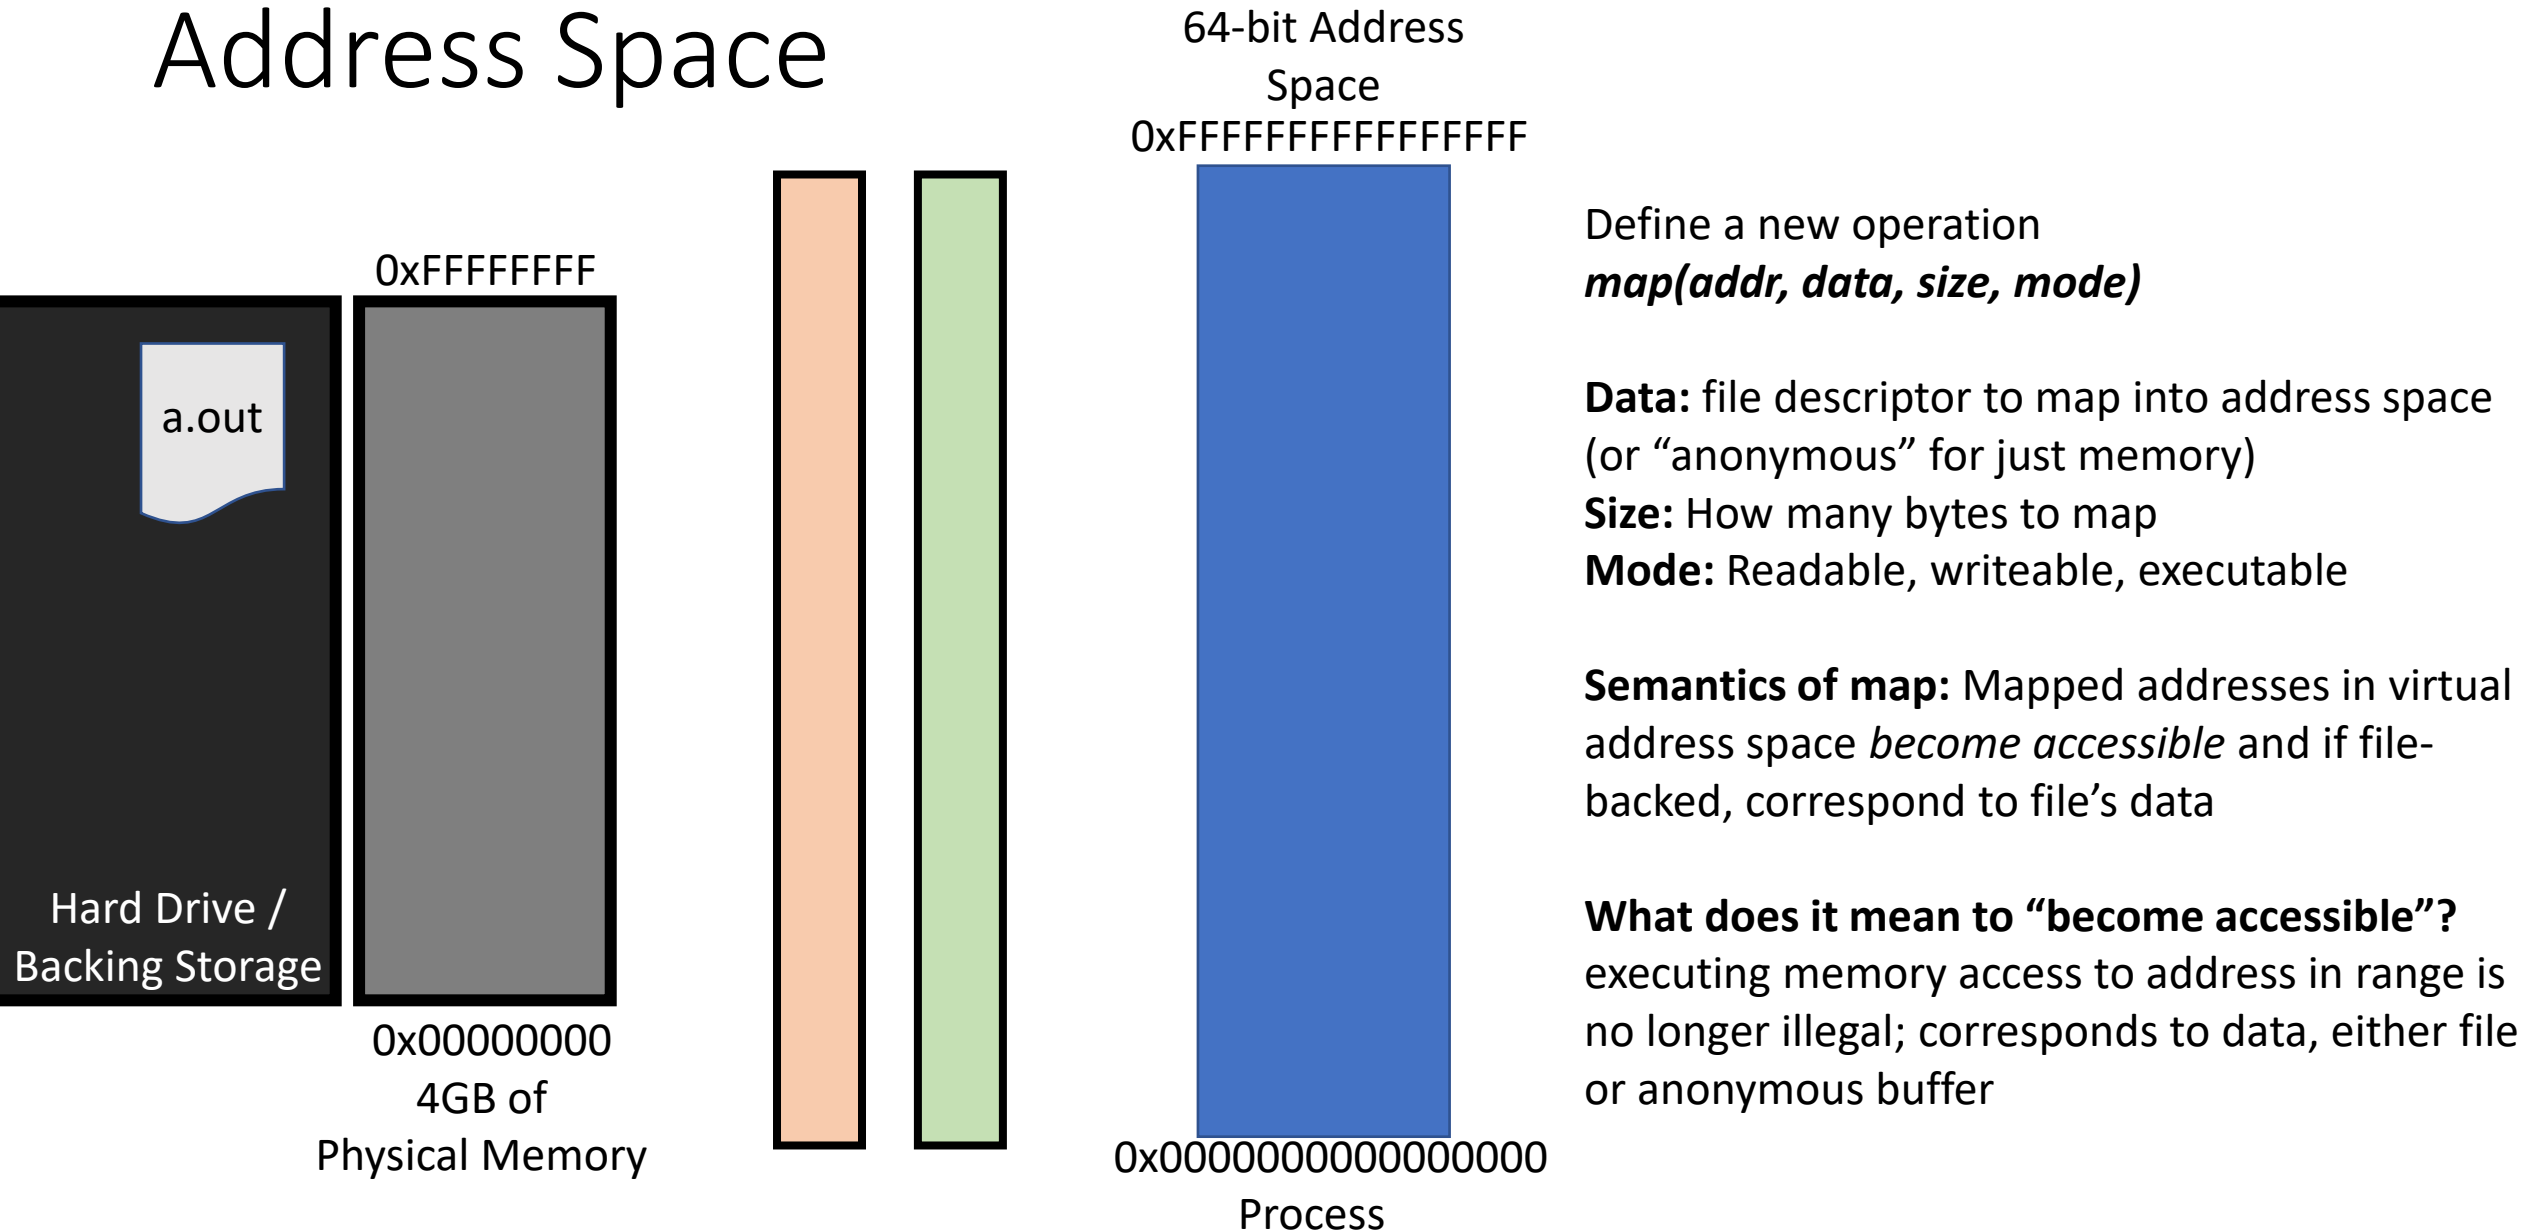 Address Space
64-bit Address
Space
0xFFFFFFFFFFFFFFFF
0xFFFFFFFF
a.out
Hard Drive /
Backing Storage
0x00000000
4GB of
Physical Memory
0x0000000000000000
Process
Define a new operation
map(addr, data, size, mode)
Data: file descriptor to map into address space
(or “anonymous” for just memory)
Size: How many bytes to map
Mode: Readable, writeable, executable
Semantics of map: Mapped addresses in virtual
address space become accessible and if file-
backed, correspond to file’s data
What does it mean to “become accessible”?
executing memory access to address in range is
no longer illegal; corresponds to data, either file
or anonymous buffer